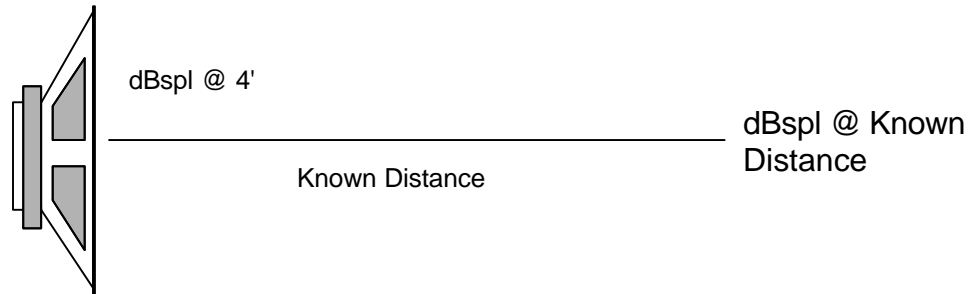 dBspl @ 4'
dBspl @ Known
Distance
Known Distance